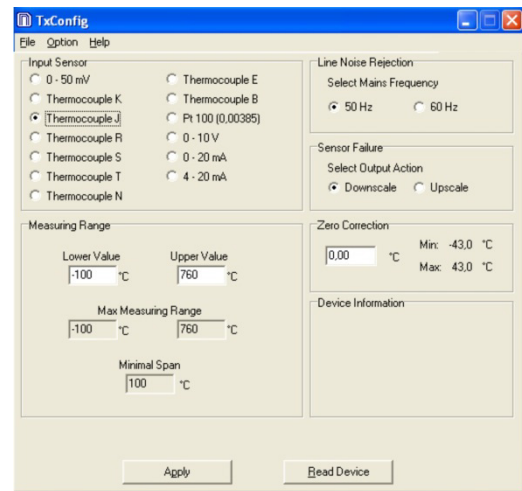 TxConfig
File Option Help
Input Sensor
0 - 50 mV
Thermocouple K
Thermocouple J
Thermocouple R
Thermocouple S
Thermocouple T
Thermocouple N
Thermocouple E
Thermocouple B
Pt 100 (0,00385)
0 - 10 V
0 - 20 mA
4 - 20 mA
Line Noise Rejection
Select Mains Frequency
50 Hz 60 Hz
Sensor Failure
Select Output Action
Downscale Upscale
Measuring Range
Lower Value Upper Value
-100 °C 760 °C
Max Measuring Range
-100 °C 760 °C
Minimal Span
100 °C
Zero Correction
0,00 °C
Min: -43,0 °C
Max: 43,0 °C
Device Information
Apply Read Device